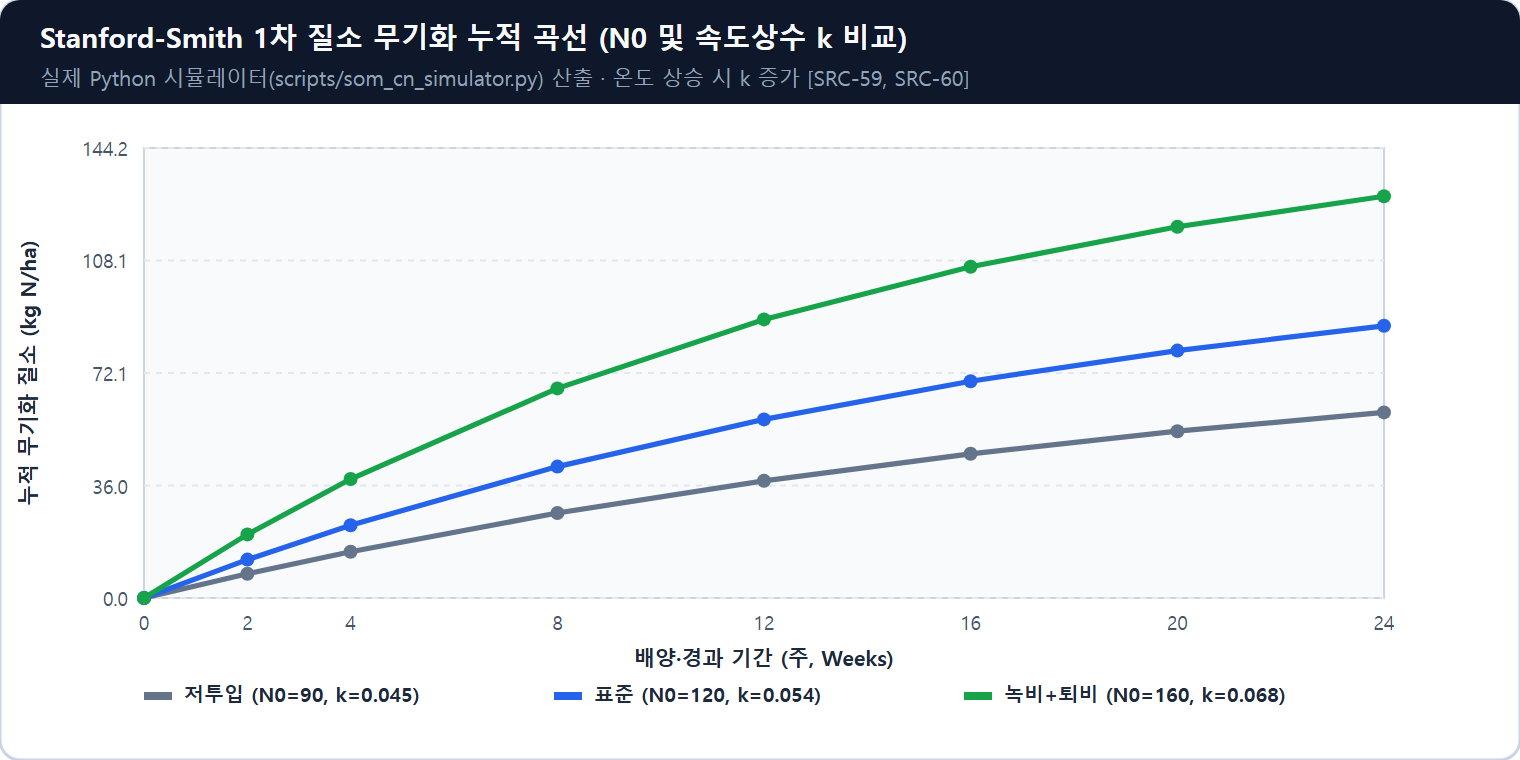 Stanford-Smith 1차 질소 무기화 누적 곡선 (N0 및 속도상수 k 비교)
실제 Python 시뮬레이터(scripts/som_cn_simulator.py) 산출 · 온도 상승 시 k 증가 [SRC-59, SRC-60]
누적 무기화 질소 (kg N/ha)
144.2
108.1
72.1
36.0
0.0
0 2 4 8 12 16 20 24
배양·경과 기간 (주, Weeks)
저투입 (N0=90, k=0.045) 표준 (N0=120, k=0.054) 녹비+퇴비 (N0=160, k=0.068)